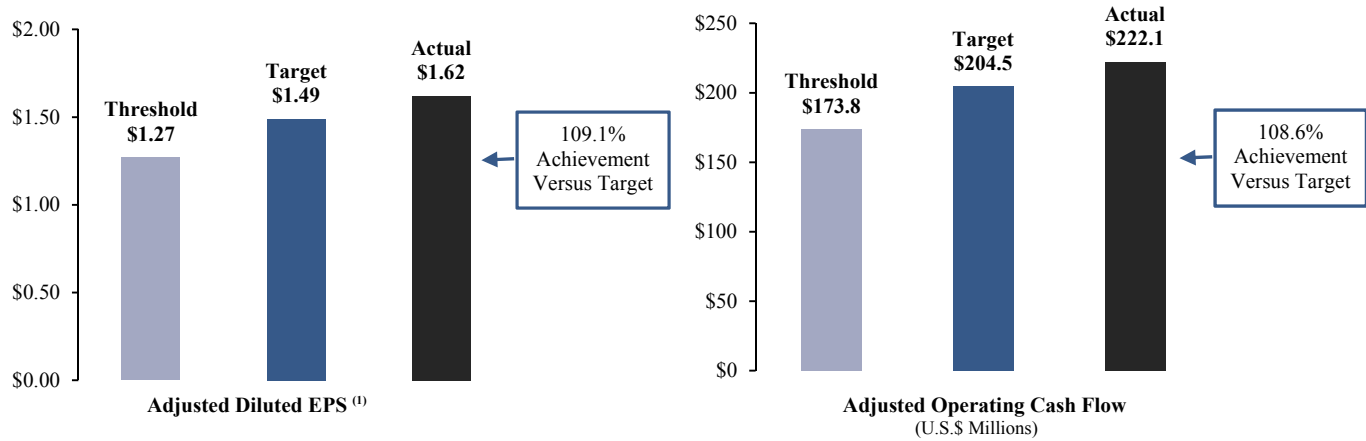 $2.00
$1.50
$1.00
$0.50
$0.00
Threshold
$1.27
Target
$1.49
Actual
$1.62
109.1%
Achievement
Versus Target
Adjusted Diluted EPS (1)
$250
$200
$150
$100
$50
$0
Threshold
$173.8
Target
$204.5
Actual
$222.1
108.6%
Achievement
Versus Target
Adjusted Operating Cash Flow
(U.S.$ Millions)